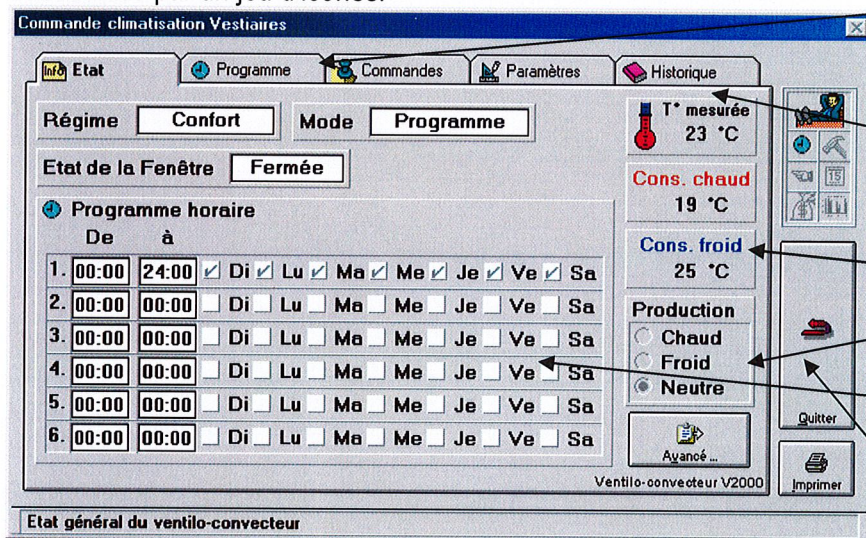 Commande climatisation Vestiaires
Info Etat Programme Commandes Paramètres Historique
Régime Confort Mode Programme
T° mesurée
23 °C
Etat de la Fenêtre Fermée
Cons. chaud
19 °C
Programme horaire
De à
Cons. froid
25 °C
1. 00:00 24:00 Di Lu Ma Me Je Ve Sa
2. 00:00 00:00 Di Lu Ma Me Je Ve Sa
3. 00:00 00:00 Di Lu Ma Me Je Ve Sa
4. 00:00 00:00 Di Lu Ma Me Je Ve Sa
5. 00:00 00:00 Di Lu Ma Me Je Ve Sa
6. 00:00 00:00 Di Lu Ma Me Je Ve Sa
Production
Chaud
Froid
Neutre
Avancé ...
Ventilo-convecteur V2000
15
Quitter
Imprimer
Etat général du ventilo-convecteur